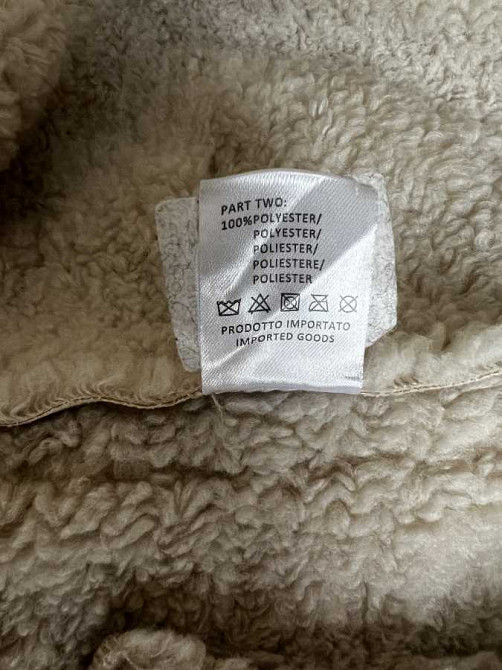 PART TWO:
100%POLYESTER/
POLYESTER/
POLIESTER/
POLIESTERE/
POLIESTER
PRODOTTO IMPORTATO
IMPORTED GOODS